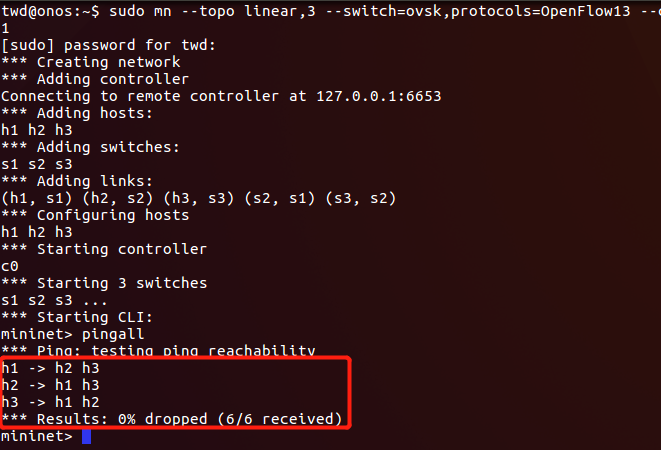 twd@onos:~$ sudo mn --topo linear,3 --switch=ovsk,protocols=OpenFlow13 --
1
[sudo] password for twd:
*** Creating network
*** Adding controller
Connecting to remote controller at 127.0.0.1:6653
*** Adding hosts:
h1 h2 h3
*** Adding switches:
s1 s2 s3
*** Adding links:
(h1, s1) (h2, s2) (h3, s3) (s2, s1) (s3, s2)
*** Configuring hosts
h1 h2 h3
*** Starting controller
c0
*** Starting 3 switches
s1 s2 s3 ...
*** Starting CLI:
mininet> pingall
*** Ping: testing ping reachability
h1 -> h2 h3
h2 -> h1 h3
h3 -> h1 h2
*** Results: 0% dropped (6/6 received)
mininet>